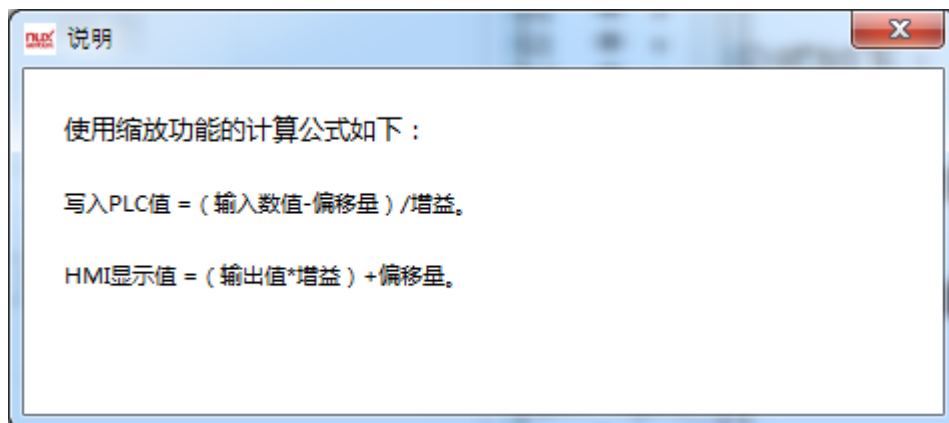 nux
说明
使用缩放功能的计算公式如下：
写入PLC值 =（输入数值-偏移量）/增益。
HMI显示值 =（输出值*增益）+偏移量。